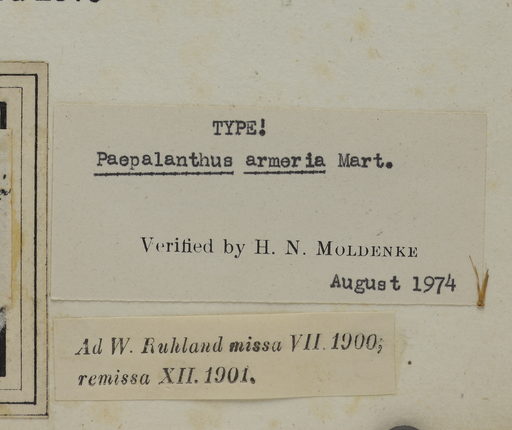 TYPE!
Paepalanthus armeria Mart.
Verified by H. N. MOLDENKE
August 1974
Ad W. Ruhland missa VII. 1900;
remissa XII. 1901.